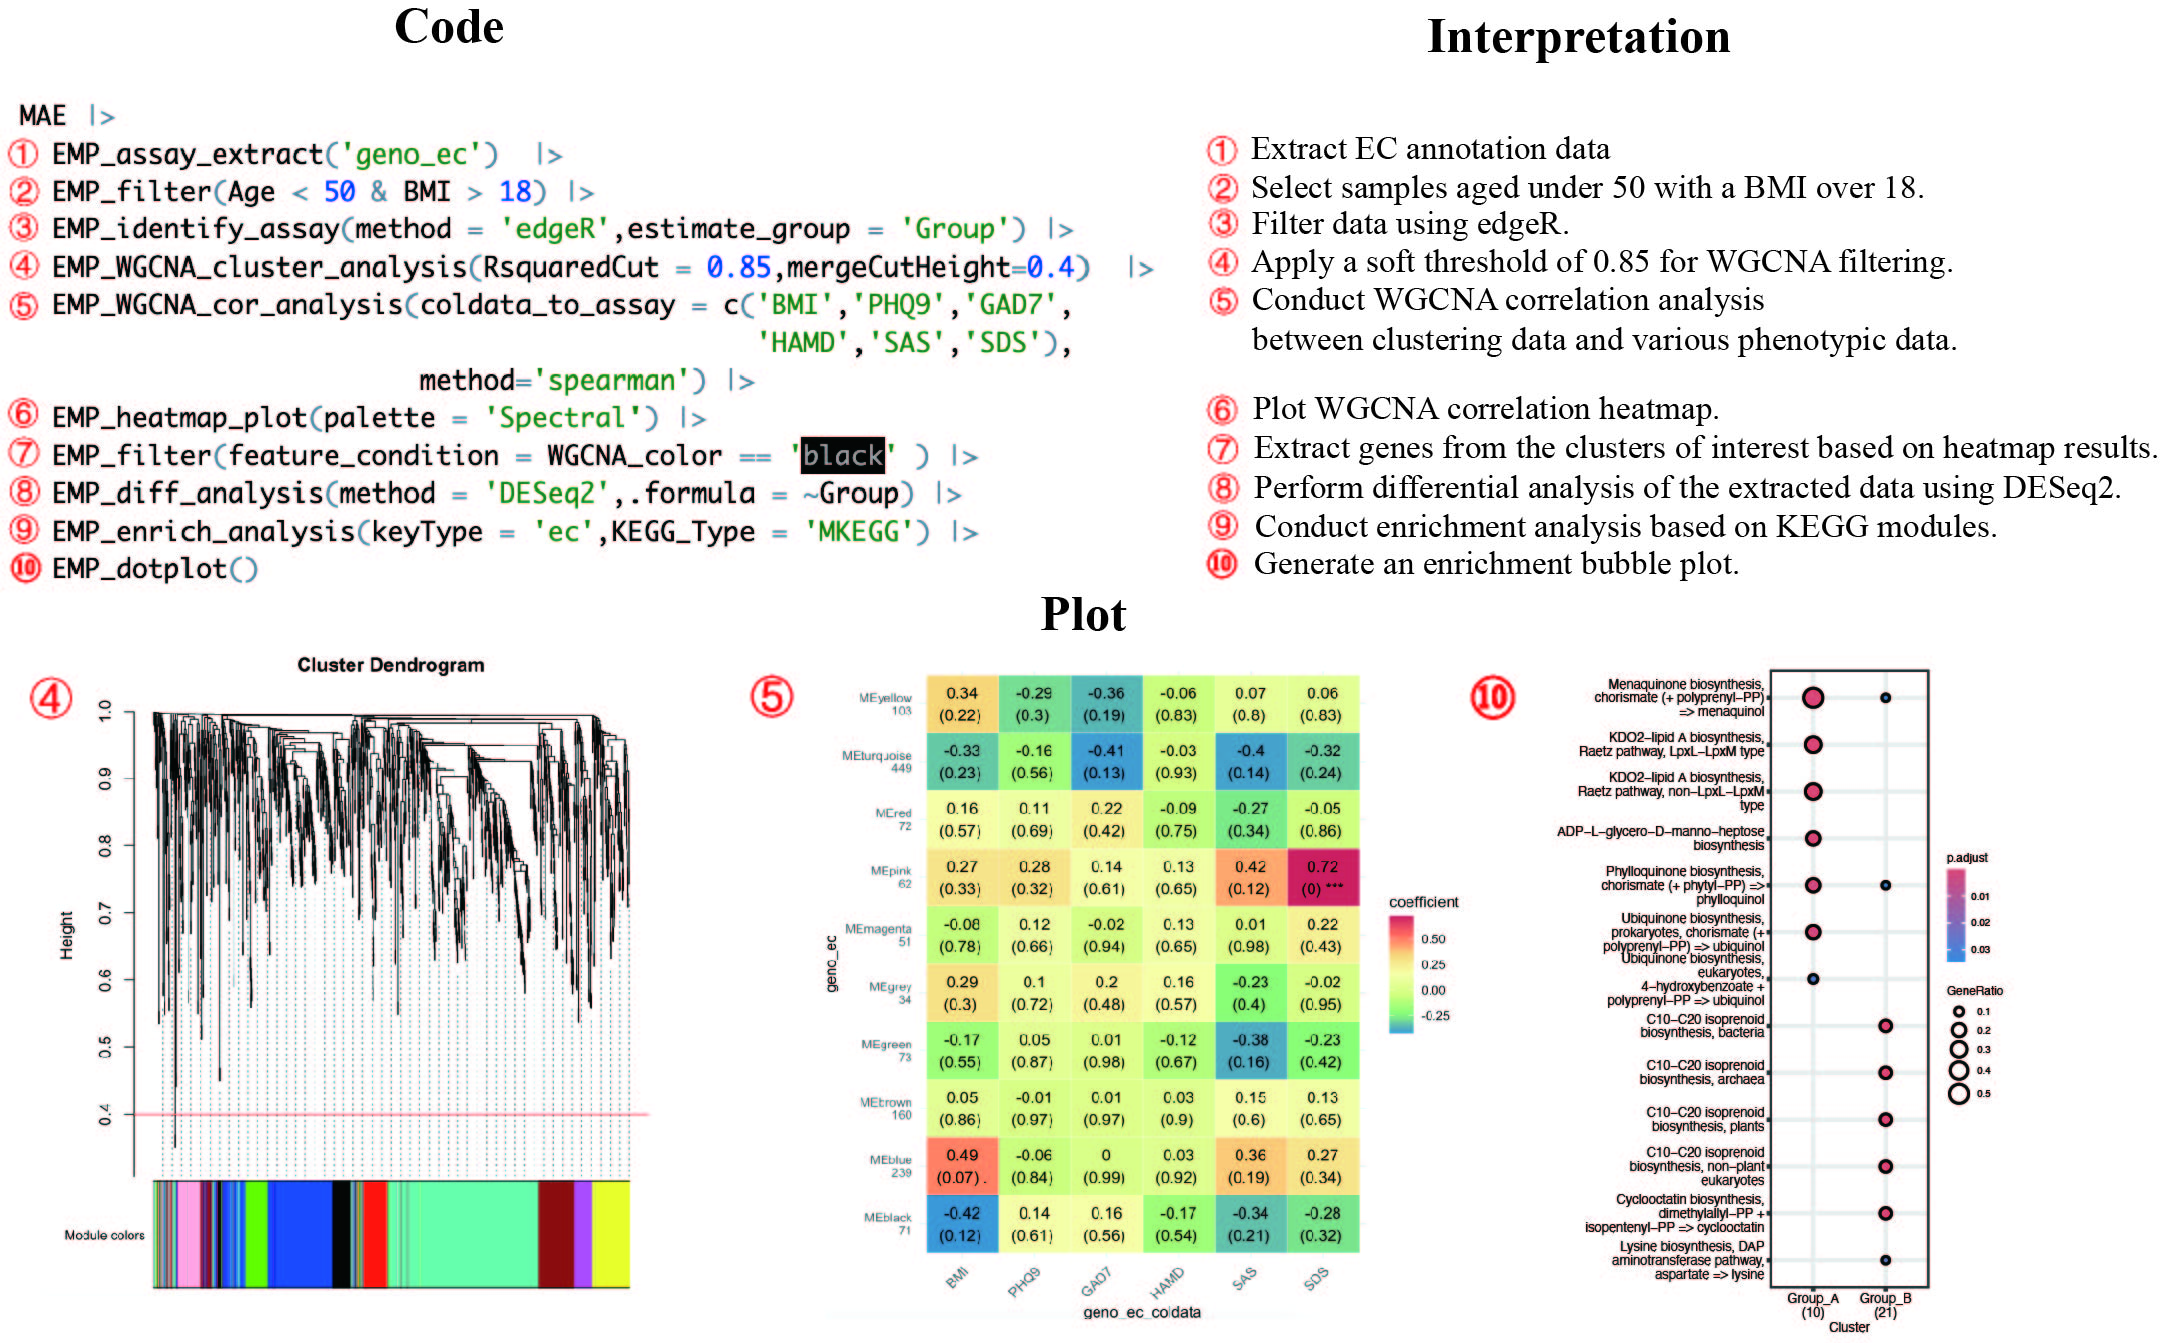 Code
MAE |>
① EMP_assay_extract('geno_ec')  |>
② EMP_filter(Age < 50 & BMI > 18) |>
③ EMP_identify_assay(method = 'edgeR',estimate_group = 'Group') |>
④ EMP_WGCNA_cluster_analysis(RsquaredCut = 0.85,mergeCutHeight=0.4)  |>
⑤ EMP_WGCNA_cor_analysis(coldata_to_assay = c('BMI','PHQ9','GAD7',
'HAMD','SAS','SDS'),
method='spearman') |>
⑥ EMP_heatmap_plot(palette = 'Spectral') |>
⑦ EMP_filter(feature_condition = WGCNA_color == 'black' ) |>
⑧ EMP_diff_analysis(method = 'DESeq2',.formula = ~Group) |>
⑨ EMP_enrich_analysis(keyType = 'ec',KEGG_Type = 'MKEGG') |>
⑩ EMP_dotplot()
Interpretation
① Extract EC annotation data
② Select samples aged under 50 with a BMI over 18.
③ Filter data using edgeR.
④ Apply a soft threshold of 0.85 for WGCNA filtering.
⑤ Conduct WGCNA correlation analysis
between clustering data and various phenotypic data.
⑥ Plot WGCNA correlation heatmap.
⑦ Extract genes from the clusters of interest based on heatmap results.
⑧ Perform differential analysis of the extracted data using DESeq2.
⑨ Conduct enrichment analysis based on KEGG modules.
⑩ Generate an enrichment bubble plot.
Plot
④
Cluster Dendrogram
Height
1.0
0.9
0.8
0.7
0.6
0.5
0.4
Module colors
⑤
geno_ec
MEyellow 0.34 -0.29 -0.36 -0.06 0.07 0.06
103 (0.22) (0.3) (0.19) (0.83) (0.8) (0.83)
MEturquoise -0.33 -0.16 -0.41 -0.03 -0.4 -0.32
449 (0.23) (0.56) (0.13) (0.93) (0.14) (0.24)
MEred 0.16 0.11 0.22 -0.09 -0.27 -0.05
72 (0.57) (0.69) (0.42) (0.75) (0.34) (0.86)
MEpink 0.27 0.28 0.14 0.13 0.42 0.72
62 (0.33) (0.32) (0.61) (0.65) (0.12) (0) ***
MEmagenta -0.08 0.12 -0.02 0.13 0.01 0.22
51 (0.78) (0.66) (0.94) (0.65) (0.98) (0.43)
MEgrey 0.29 0.1 0.2 0.16 -0.23 -0.02
34 (0.3) (0.72) (0.48) (0.57) (0.4) (0.95)
MEgreen -0.17 0.05 0.01 -0.12 -0.38 -0.23
73 (0.55) (0.87) (0.98) (0.67) (0.16) (0.42)
MEbrown 0.05 -0.01 0.01 0.03 0.15 0.13
160 (0.86) (0.97) (0.97) (0.9) (0.6) (0.65)
MEblue 0.49 -0.06 0 0.03 0.36 0.27
239 (0.07) . (0.84) (0.99) (0.92) (0.19) (0.34)
MEblack -0.42 0.14 0.16 -0.17 -0.34 -0.28
71 (0.12) (0.61) (0.56) (0.54) (0.21) (0.32)
BMI PHQ9 GAD7 HAMD SAS SDS
geno_ec_coldata
coefficient
0.50
0.25
0.00
-0.25
⑩
Menaquinone biosynthesis,
chorismate (+ polyprenyl-PP)
=> menaquinol
KDO2-lipid A biosynthesis,
Raetz pathway, LpxL-LpxM type
KDO2-lipid A biosynthesis,
Raetz pathway, non-LpxL-LpxM
type
ADP-L-glycero-D-manno-heptose
biosynthesis
Phylloquinone biosynthesis,
chorismate (+ phytyl-PP) =>
phylloquinol
Ubiquinone biosynthesis,
prokaryotes, chorismate (+
polyprenyl-PP) => ubiquinol
Ubiquinone biosynthesis,
eukaryotes,
4-hydroxybenzoate +
polyprenyl-PP => ubiquinol
C10-C20 isoprenoid
biosynthesis, bacteria
C10-C20 isoprenoid
biosynthesis, archaea
C10-C20 isoprenoid
biosynthesis, plants
C10-C20 isoprenoid
biosynthesis, non-plant
eukaryotes
Cyclooctatin biosynthesis,
dimethylallyl-PP +
isopentenyl-PP => cyclooctatin
Lysine biosynthesis, DAP
aminotransferase pathway,
aspartate => lysine
Group_A Group_B
(10) (21)
Cluster
p.adjust
0.01
0.02
0.03
GeneRatio
0.1
0.2
0.3
0.4
0.5